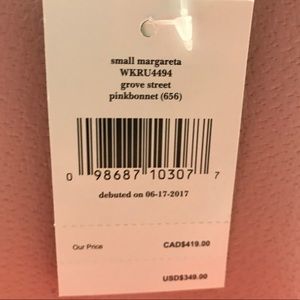 small margareta
WKRU4494
grove street
pinkbonnet (656)
0 98687 10307 7
debuted on 06-17-2017
Our Price CAD$419.00
USD$349.00